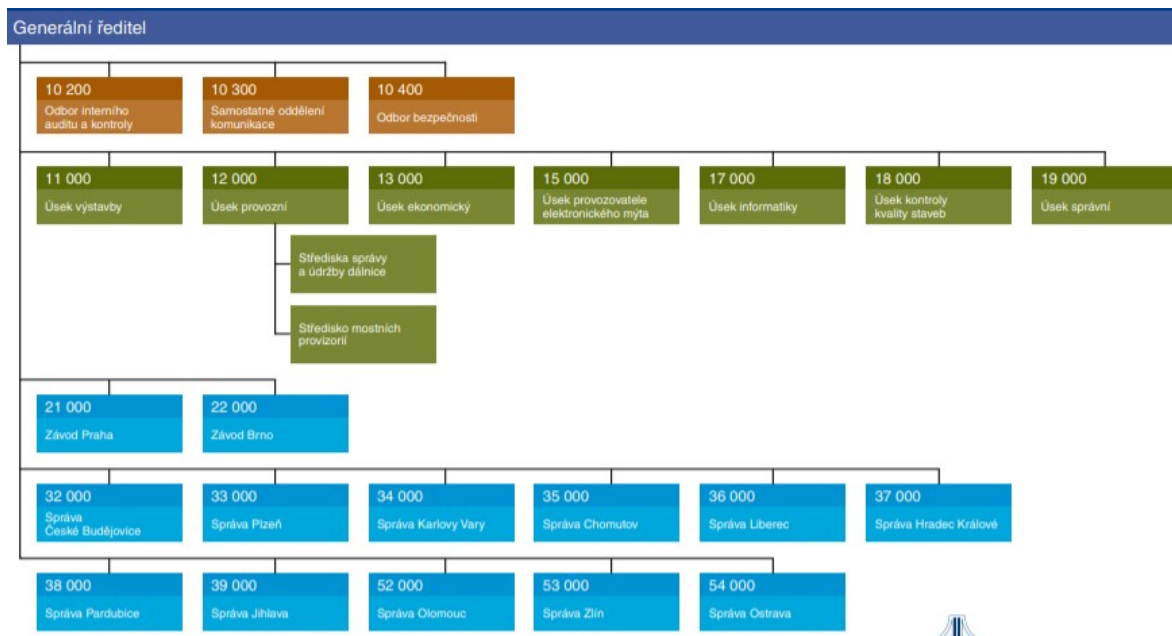 Generální ředitel
10 200
Odbor interního
auditu a kontroly
10 300
Samostatné oddělení
komunikace
10 400
Odbor bezpečnosti
11 000
Úsek výstavby
12 000
Úsek provozní
13 000
Úsek ekonomický
15 000
Úsek provozovatele
elektronického mýta
17 000
Úsek informatiky
18 000
Úsek kontroly
kvality staveb
19 000
Úsek správní
Střediska správy
a údržby dálnice
Středisko mostních
provizorií
21 000
Závod Praha
22 000
Závod Brno
32 000
Správa
České Budějovice
33 000
Správa Plzeň
34 000
Správa Karlovy Vary
35 000
Správa Chomutov
36 000
Správa Liberec
37 000
Správa Hradec Králové
38 000
Správa Pardubice
39 000
Správa Jihlava
52 000
Správa Olomouc
53 000
Správa Zlín
54 000
Správa Ostrava